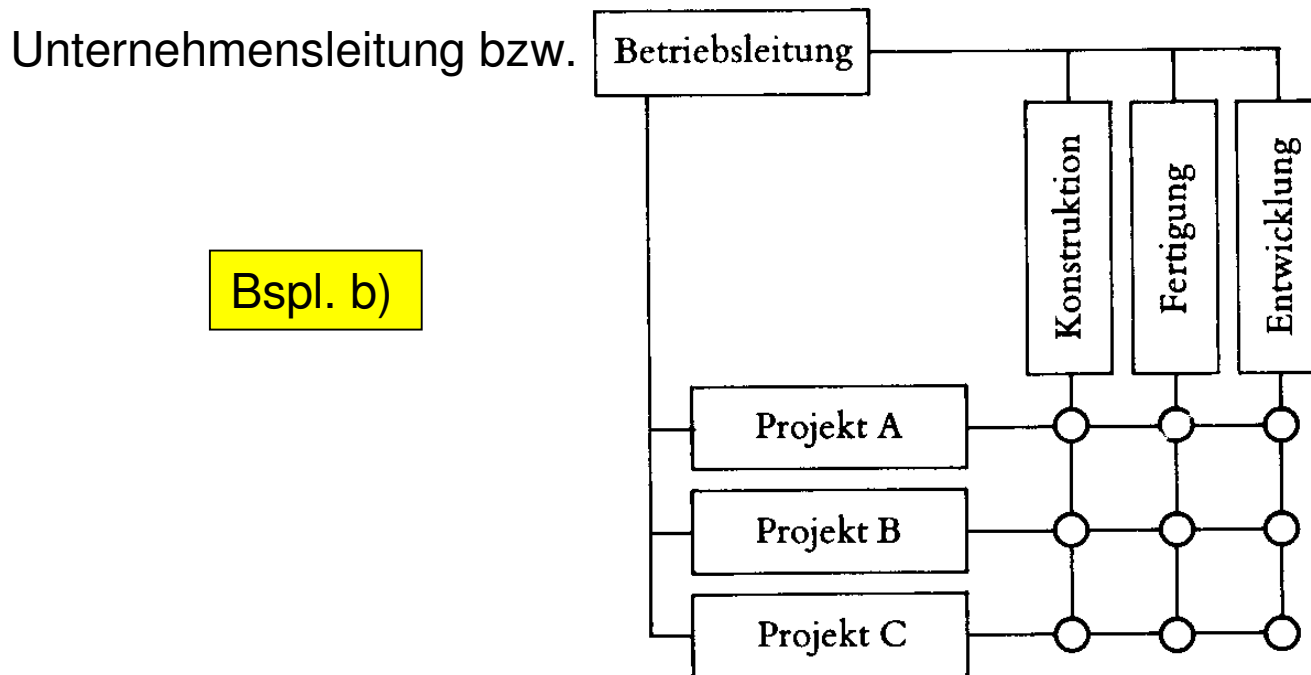 Unternehmensleitung bzw. Betriebsleitung
Konstruktion
Fertigung
Entwicklung
Bspl. b)
Projekt A
Projekt B
Projekt C